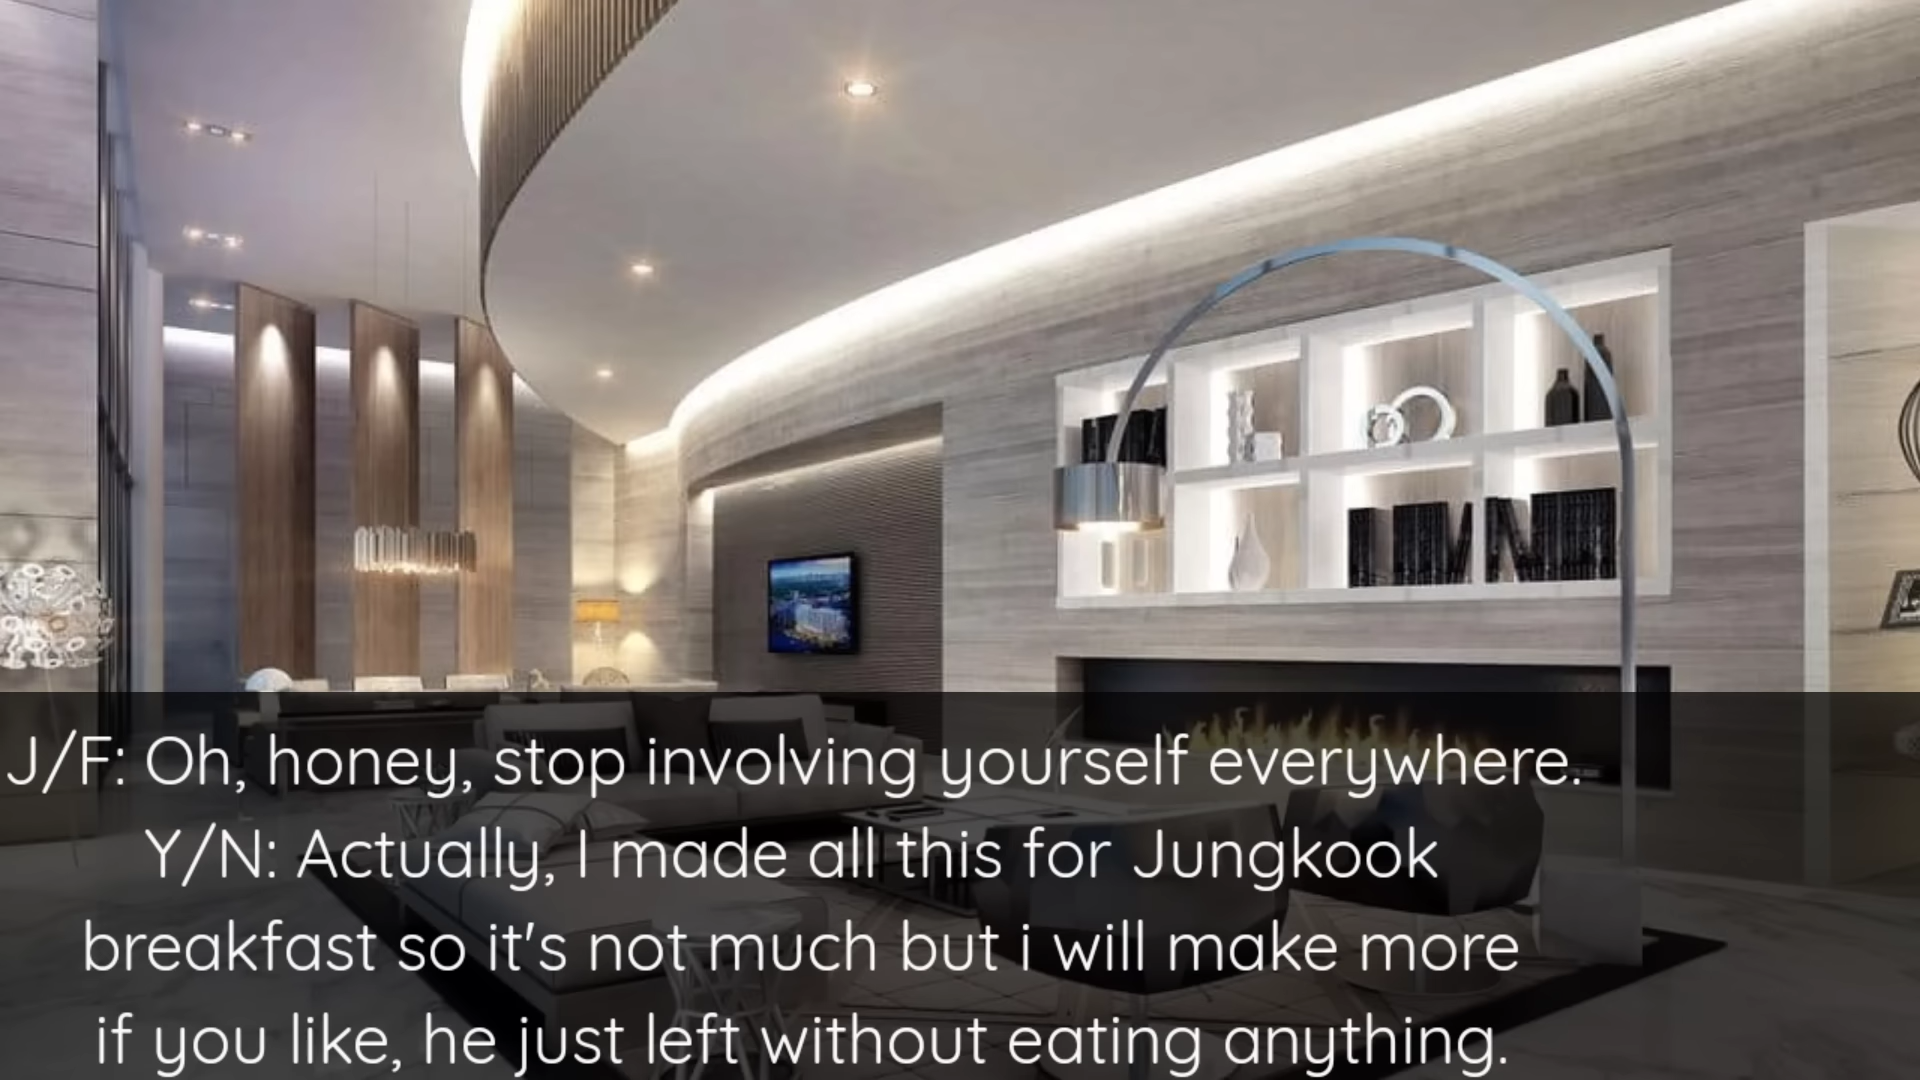 J/F: Oh, honey, stop involving yourself everywhere.
Y/N: Actually, I made all this for Jungkook
breakfast so it's not much but i will make more
if you like, he just left without eating anything.